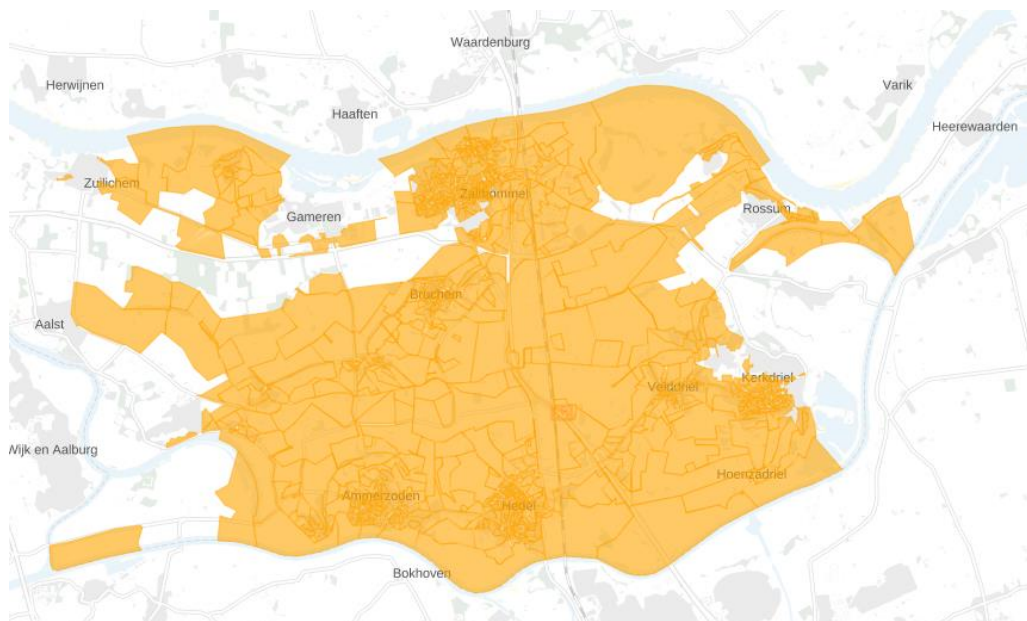 Waardenburg
Herwijnen
Varik
Haaften
Heerewaarden
Zuilichem
Zaltbommel
Gameren
Rossum
Bruchem
Aalst
Velddriel
Kerkdriel
Wijk en Aalburg
Hoenzadriel
Ammerzoden
Hedel
Bokhoven